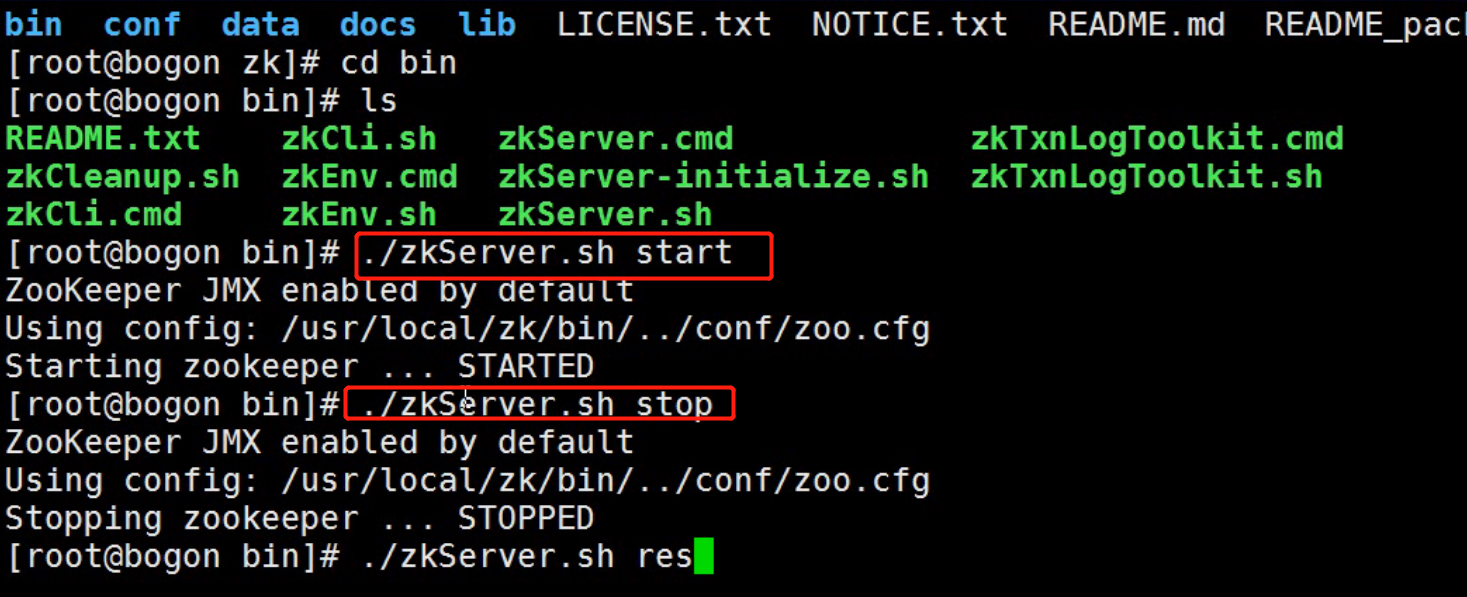 bin conf data docs lib LICENSE.txt NOTICE.txt README.md README_pac
[root@bogon zk]# cd bin
[root@bogon bin]# ls
README.txt zkCli.sh zkServer.cmd zkTxnLogToolkit.cmd
zkCleanup.sh zkEnv.cmd zkServer-initialize.sh zkTxnLogToolkit.sh
zkCli.cmd zkEnv.sh zkServer.sh
[root@bogon bin]# ./zkServer.sh start
ZooKeeper JMX enabled by default
Using config: /usr/local/zk/bin/../conf/zoo.cfg
Starting zookeeper ... STARTED
[root@bogon bin]# ./zkServer.sh stop
ZooKeeper JMX enabled by default
Using config: /usr/local/zk/bin/../conf/zoo.cfg
Stopping zookeeper ... STOPPED
[root@bogon bin]# ./zkServer.sh res